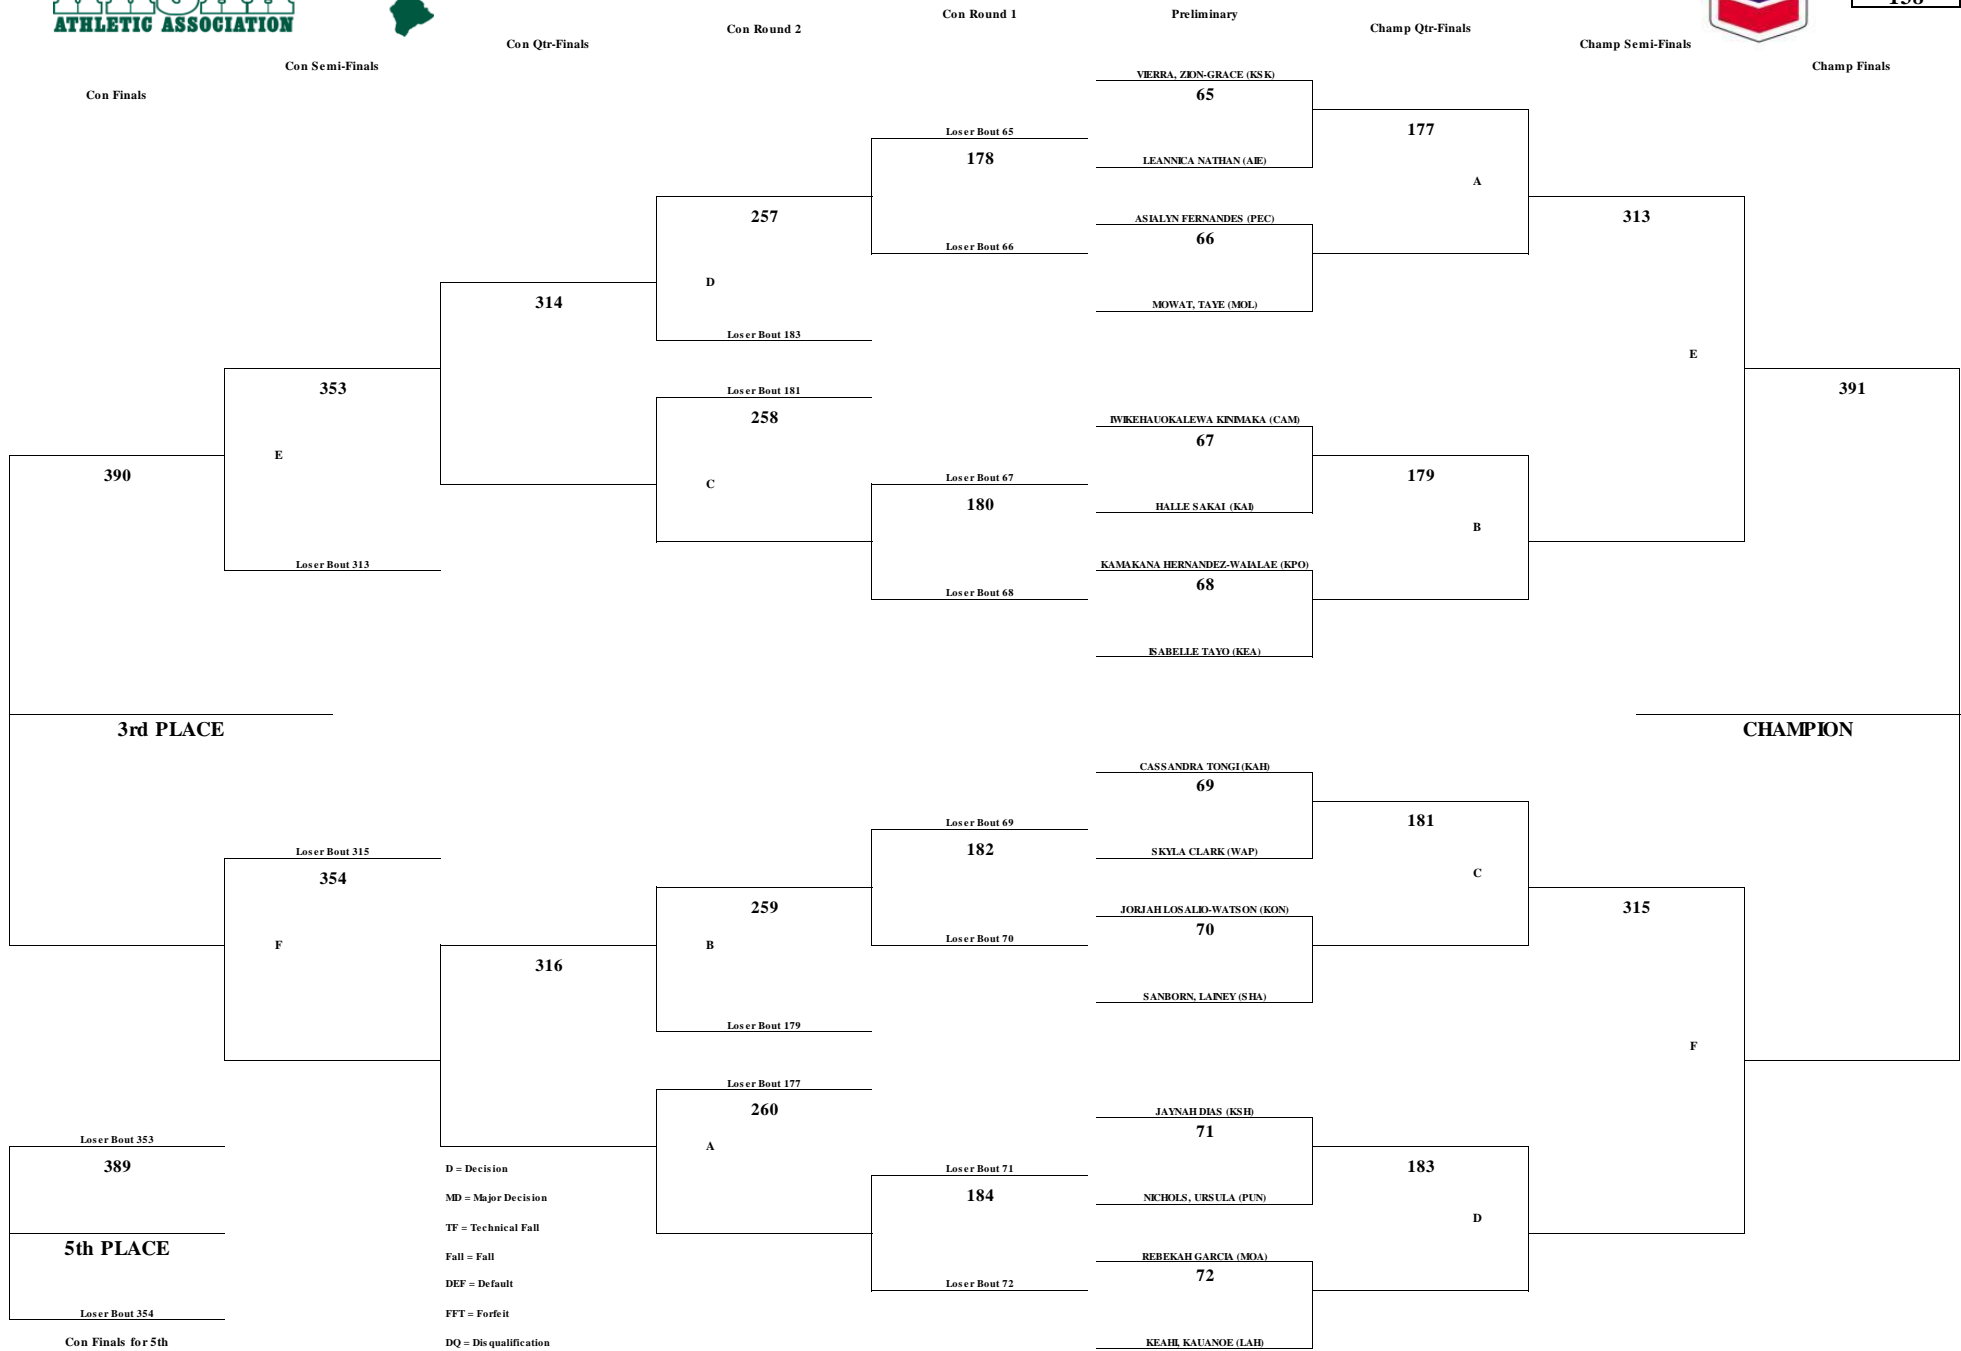 ATHLETIC ASSOCIATION
Con Finals
Con Semi-Finals
Con Qtr-Finals
Con Round 2
Con Round 1
Preliminary
Champ Qtr-Finals
Champ Semi-Finals
Champ Finals
VIERRA, ZION-GRACE (KSK)
65
LEANNICA NATHAN (AIE)
ASIALYN FERNANDES (PEC)
66
MOWAT, TAYE (MOL)
IWIKEHAUOKALEWA KINIMAKA (CAM)
67
HALLE SAKAI (KAI)
KAMAKANA HERNANDEZ-WAIALAE (KPO)
68
ISABELLE TAYO (KEA)
CASSANDRA TONGI (KAH)
69
SKYLA CLARK (WAP)
JORJAH LOSALIO-WATSON (KON)
70
SANBORN, LAINEY (SHA)
JAYNAH DIAS (KSH)
71
NICHOLS, URSULA (PUN)
REBEKAH GARCIA (MOA)
72
KEAHI, KAUANOE (LAH)
177
A
179
B
181
C
183
D
313
E
315
F
391
CHAMPION
Loser Bout 65
178
Loser Bout 66
Loser Bout 67
180
Loser Bout 68
Loser Bout 69
182
Loser Bout 70
Loser Bout 71
184
Loser Bout 72
257
D
Loser Bout 183
Loser Bout 181
258
C
259
B
Loser Bout 179
Loser Bout 177
260
A
314
316
353
E
Loser Bout 313
Loser Bout 315
354
F
390
3rd PLACE
Loser Bout 353
389
5th PLACE
Loser Bout 354
Con Finals for 5th
D = Decision
MD = Major Decision
TF = Technical Fall
Fall = Fall
DEF = Default
FFT = Forfeit
DQ = Disqualification